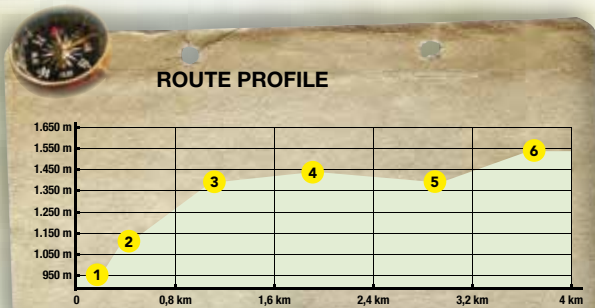 ROUTE PROFILE
1.650 m
1.550 m
1.450 m
1.350 m
1.250 m
1.150 m
1.050 m
950 m
1
2
3
4
5
6
0
0,8 km
1,6 km
2,4 km
3,2 km
4 km